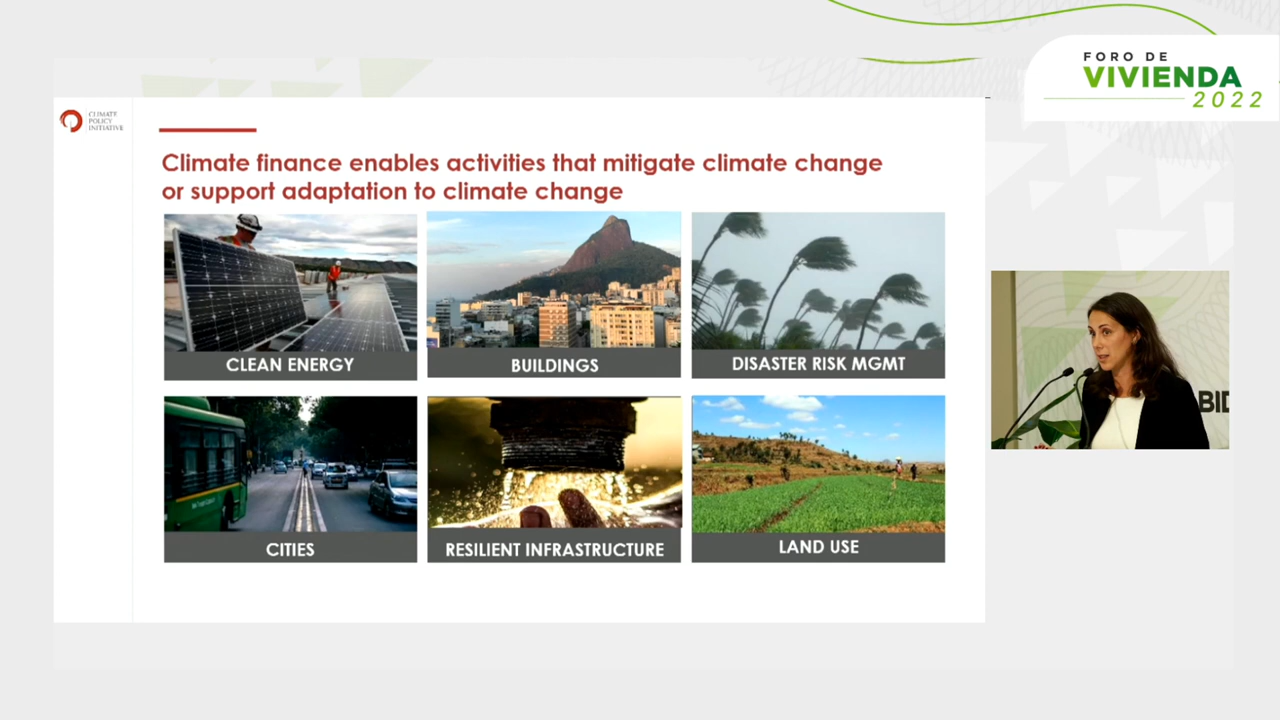 FORO DE
VIVIENDA
2022
CLIMATE
POLICY
INITIATIVE
Climate finance enables activities that mitigate climate change
or support adaptation to climate change
CLEAN ENERGY
BUILDINGS
DISASTER RISK MGMT
CITIES
RESILIENT INFRASTRUCTURE
LAND USE
BID